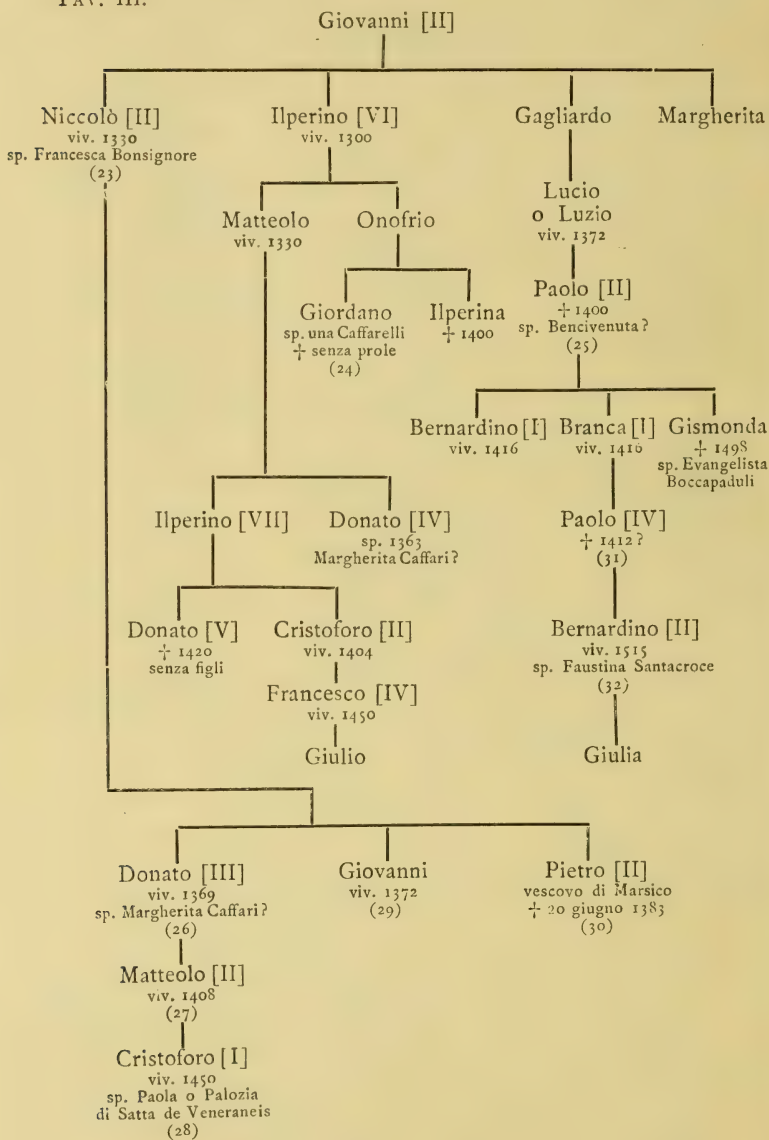 TAV. III.
Giovanni [II]
Niccolò [II] Ilperino [VI] Gagliardo Margherita
viv. 1330 viv. 1300
sp. Francesca Bonsignore
(23)
Lucio
o Luzio
viv. 1372
Matteolo Onofrio
viv. 1330
Paolo [II]
✝ 1400
sp. Bencivenuta?
(25)
Giordano Ilperina
sp. una Caffarelli ✝ 1400
✝ senza prole
(24)
Bernardino [I] Branca [I] Gismonda
viv. 1416 viv. 1416 ✝ 1498
sp. Evangelista
Boccapaduli
Ilperino [VII] Donato [IV] Paolo [IV]
sp. 1363 ✝ 1412?
Margherita Caffari? (31)
Donato [V] Cristoforo [II] Bernardino [II]
✝ 1420 viv. 1404 viv. 1515
senza figli sp. Faustina Santacroce
(32)
Francesco [IV]
viv. 1450
Giulio Giulia
Donato [III] Giovanni Pietro [II]
viv. 1369 viv. 1372 vescovo di Marsico
sp. Margherita Caffari? (29) ✝ 20 giugno 1383
(26) (30)
Matteolo [II]
viv. 1408
(27)
Cristoforo [I]
viv. 1450
sp. Paola o Palozia
di Satta de Veneraneis
(28)